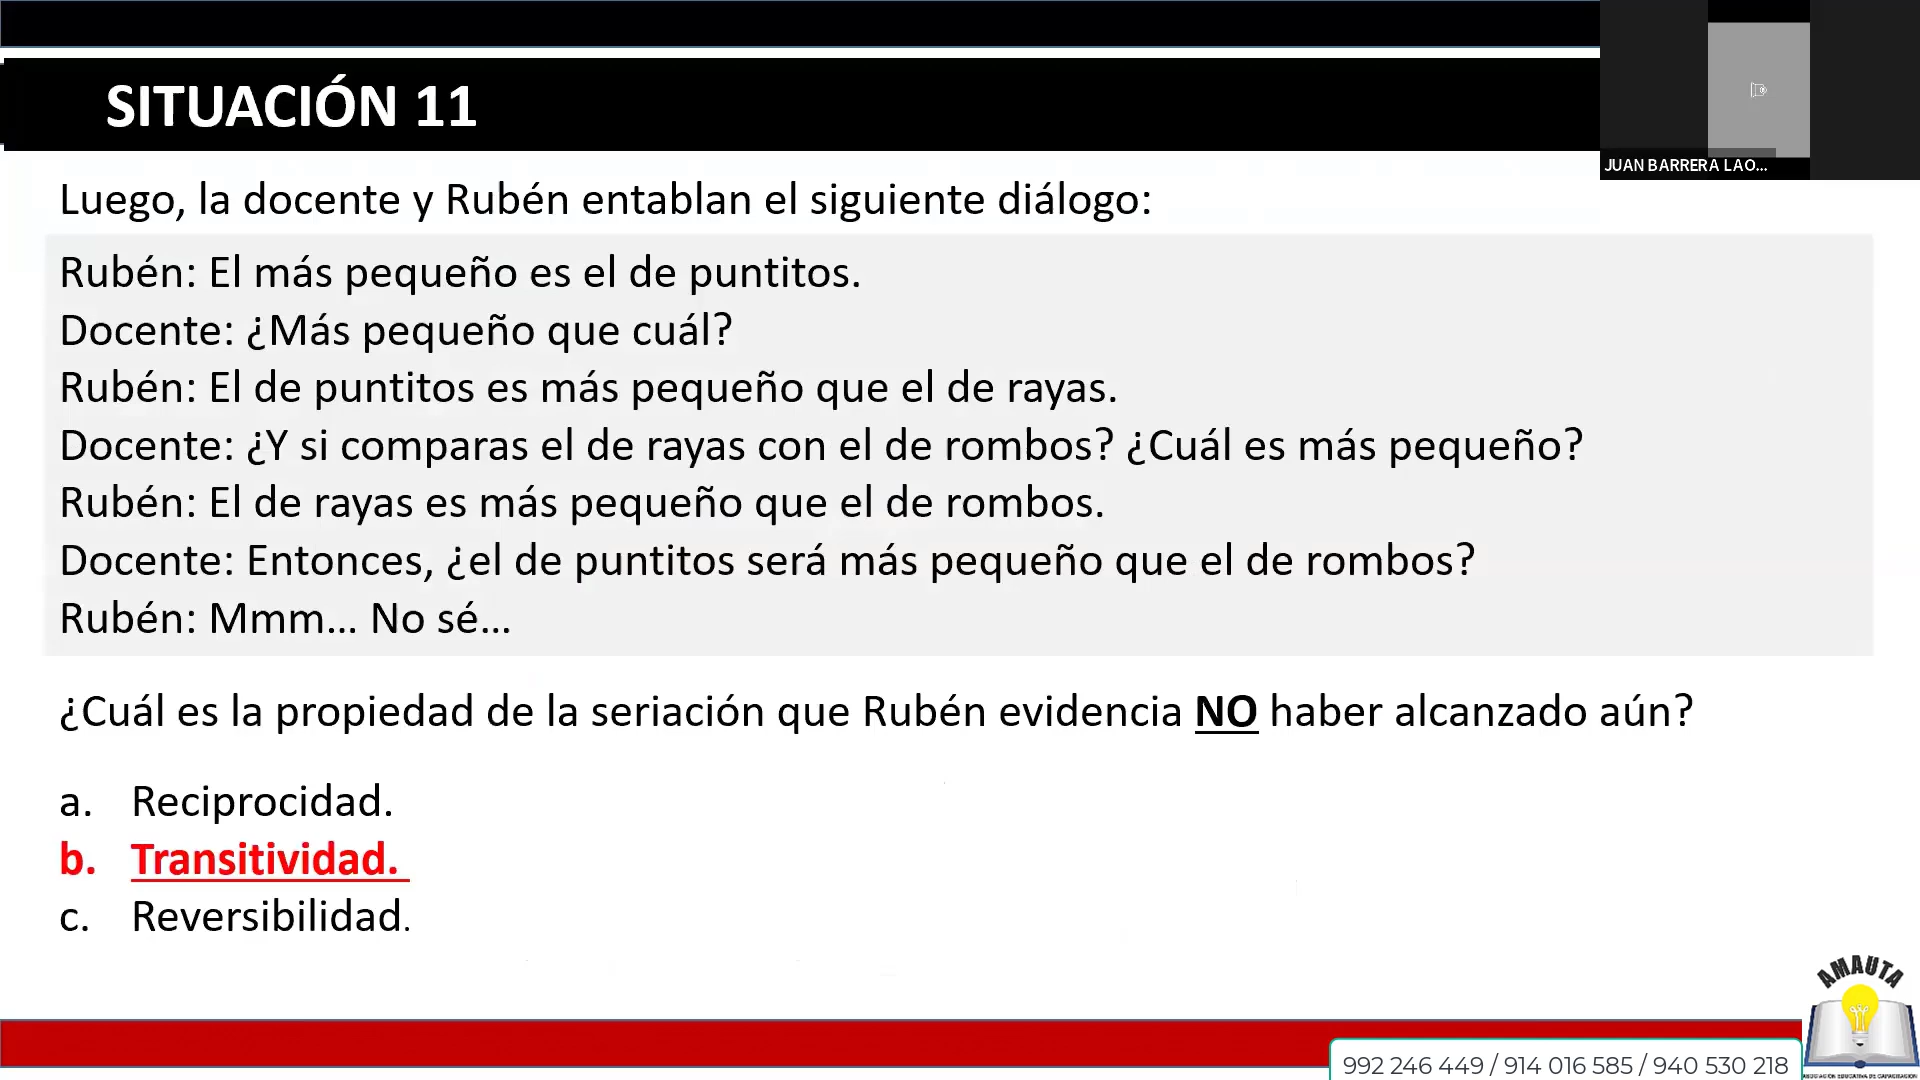 SITUACIÓN 11
JUAN BARRERA LAO...
Luego, la docente y Rubén entablan el siguiente diálogo:
Rubén: El más pequeño es el de puntitos.
Docente: ¿Más pequeño que cuál?
Rubén: El de puntitos es más pequeño que el de rayas.
Docente: ¿Y si comparas el de rayas con el de rombos? ¿Cuál es más pequeño?
Rubén: El de rayas es más pequeño que el de rombos.
Docente: Entonces, ¿el de puntitos será más pequeño que el de rombos?
Rubén: Mmm... No sé...
¿Cuál es la propiedad de la seriación que Rubén evidencia NO haber alcanzado aún?
a. Reciprocidad.
b. Transitividad.
c. Reversibilidad.
AMAUTA
ASOCIACION EDUCATIVA DE CAPACITACION
992 246 449 / 914 016 585 / 940 530 218